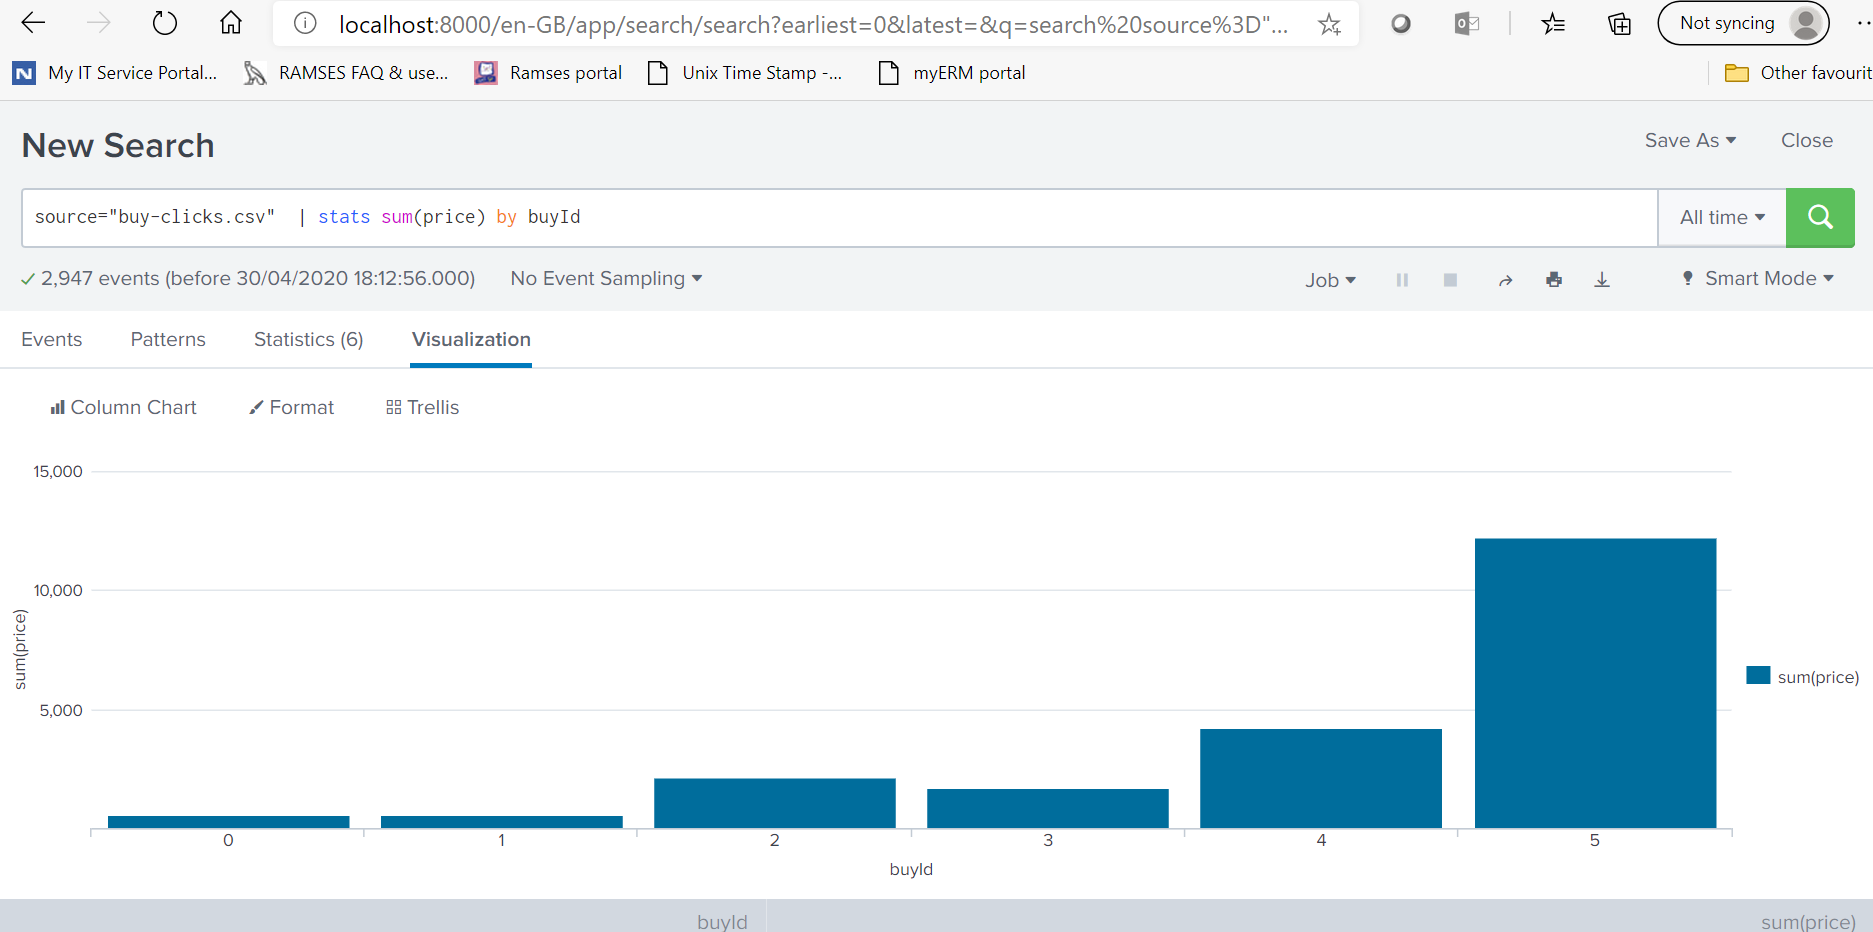 localhost:8000/en-GB/app/search/search?earliest=0&latest=&q=search%20source%3D"...
Not syncing
My IT Service Portal...
RAMSES FAQ & use...
Ramses portal
Unix Time Stamp -...
myERM portal
Other favourit
New Search
Save As
Close
source="buy-clicks.csv" | stats sum(price) by buyId
All time
2,947 events (before 30/04/2020 18:12:56.000)
No Event Sampling
Job
Smart Mode
Events
Patterns
Statistics (6)
Visualization
Column Chart
Format
Trellis
15,000
10,000
5,000
sum(price)
sum(price)
0 1 2 3 4 5
buyId
buyId
sum(price)